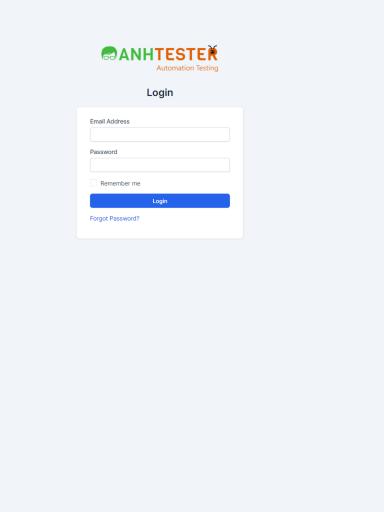 ANHTESTER
Automation Testing
Login
Email Address
Password
Remember me
Login
Forgot Password?